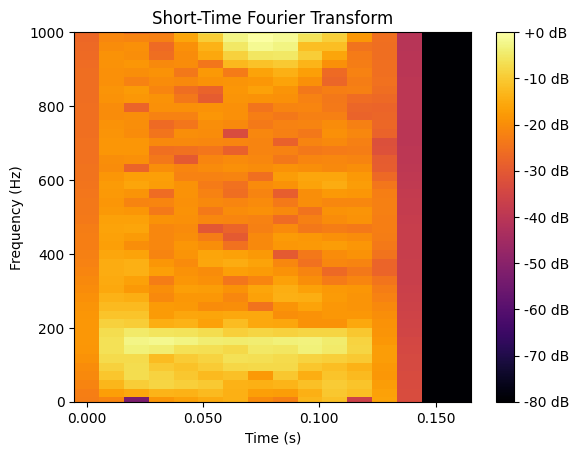 Short-Time Fourier Transform
Frequency (Hz)
1000
800
600
400
200
0
0.000
0.050
0.100
0.150
Time (s)
+0 dB
-10 dB
-20 dB
-30 dB
-40 dB
-50 dB
-60 dB
-70 dB
-80 dB